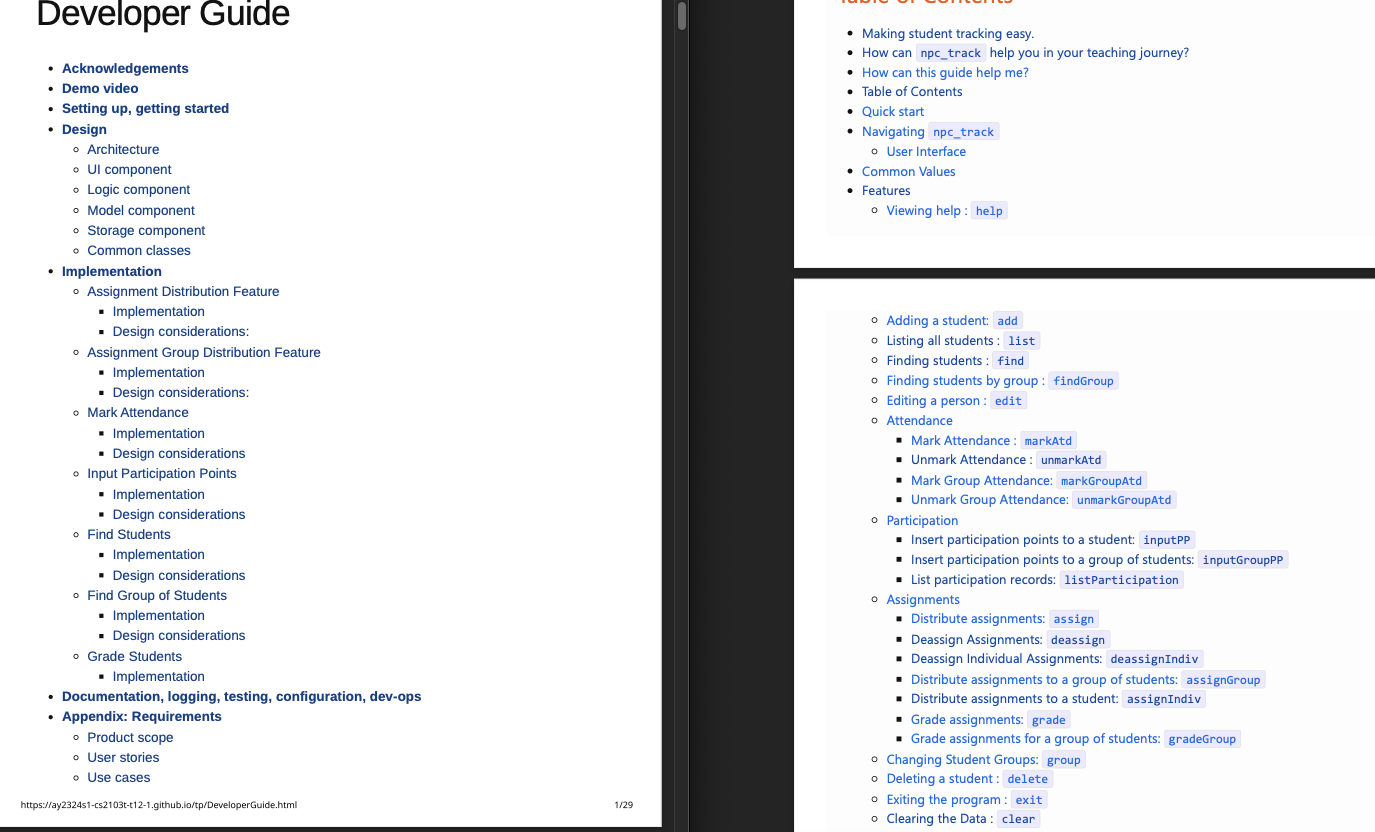 Developer Guide
Acknowledgements
Demo video
Setting up, getting started
Design
Architecture
UI component
Logic component
Model component
Storage component
Common classes
Implementation
Assignment Distribution Feature
Implementation
Design considerations:
Assignment Group Distribution Feature
Implementation
Design considerations:
Mark Attendance
Implementation
Design considerations
Input Participation Points
Implementation
Design considerations
Find Students
Implementation
Design considerations
Find Group of Students
Implementation
Design considerations
Grade Students
Implementation
Documentation, logging, testing, configuration, dev-ops
Appendix: Requirements
Product scope
User stories
Use cases
https://ay2324s1-cs2103t-t12-1.github.io/tp/DeveloperGuide.html 1/29
Table of Contents
Making student tracking easy.
How can npc_track help you in your teaching journey?
How can this guide help me?
Table of Contents
Quick start
Navigating npc_track
User Interface
Common Values
Features
Viewing help : help
Adding a student: add
Listing all students : list
Finding students : find
Finding students by group : findGroup
Editing a person : edit
Attendance
Mark Attendance : markAtd
Unmark Attendance : unmarkAtd
Mark Group Attendance: markGroupAtd
Unmark Group Attendance: unmarkGroupAtd
Participation
Insert participation points to a student: inputPP
Insert participation points to a group of students: inputGroupPP
List participation records: listParticipation
Assignments
Distribute assignments: assign
Deassign Assignments: deassign
Deassign Individual Assignments: deassignIndiv
Distribute assignments to a group of students: assignGroup
Distribute assignments to a student: assignIndiv
Grade assignments: grade
Grade assignments for a group of students: gradeGroup
Changing Student Groups: group
Deleting a student : delete
Exiting the program : exit
Clearing the Data : clear